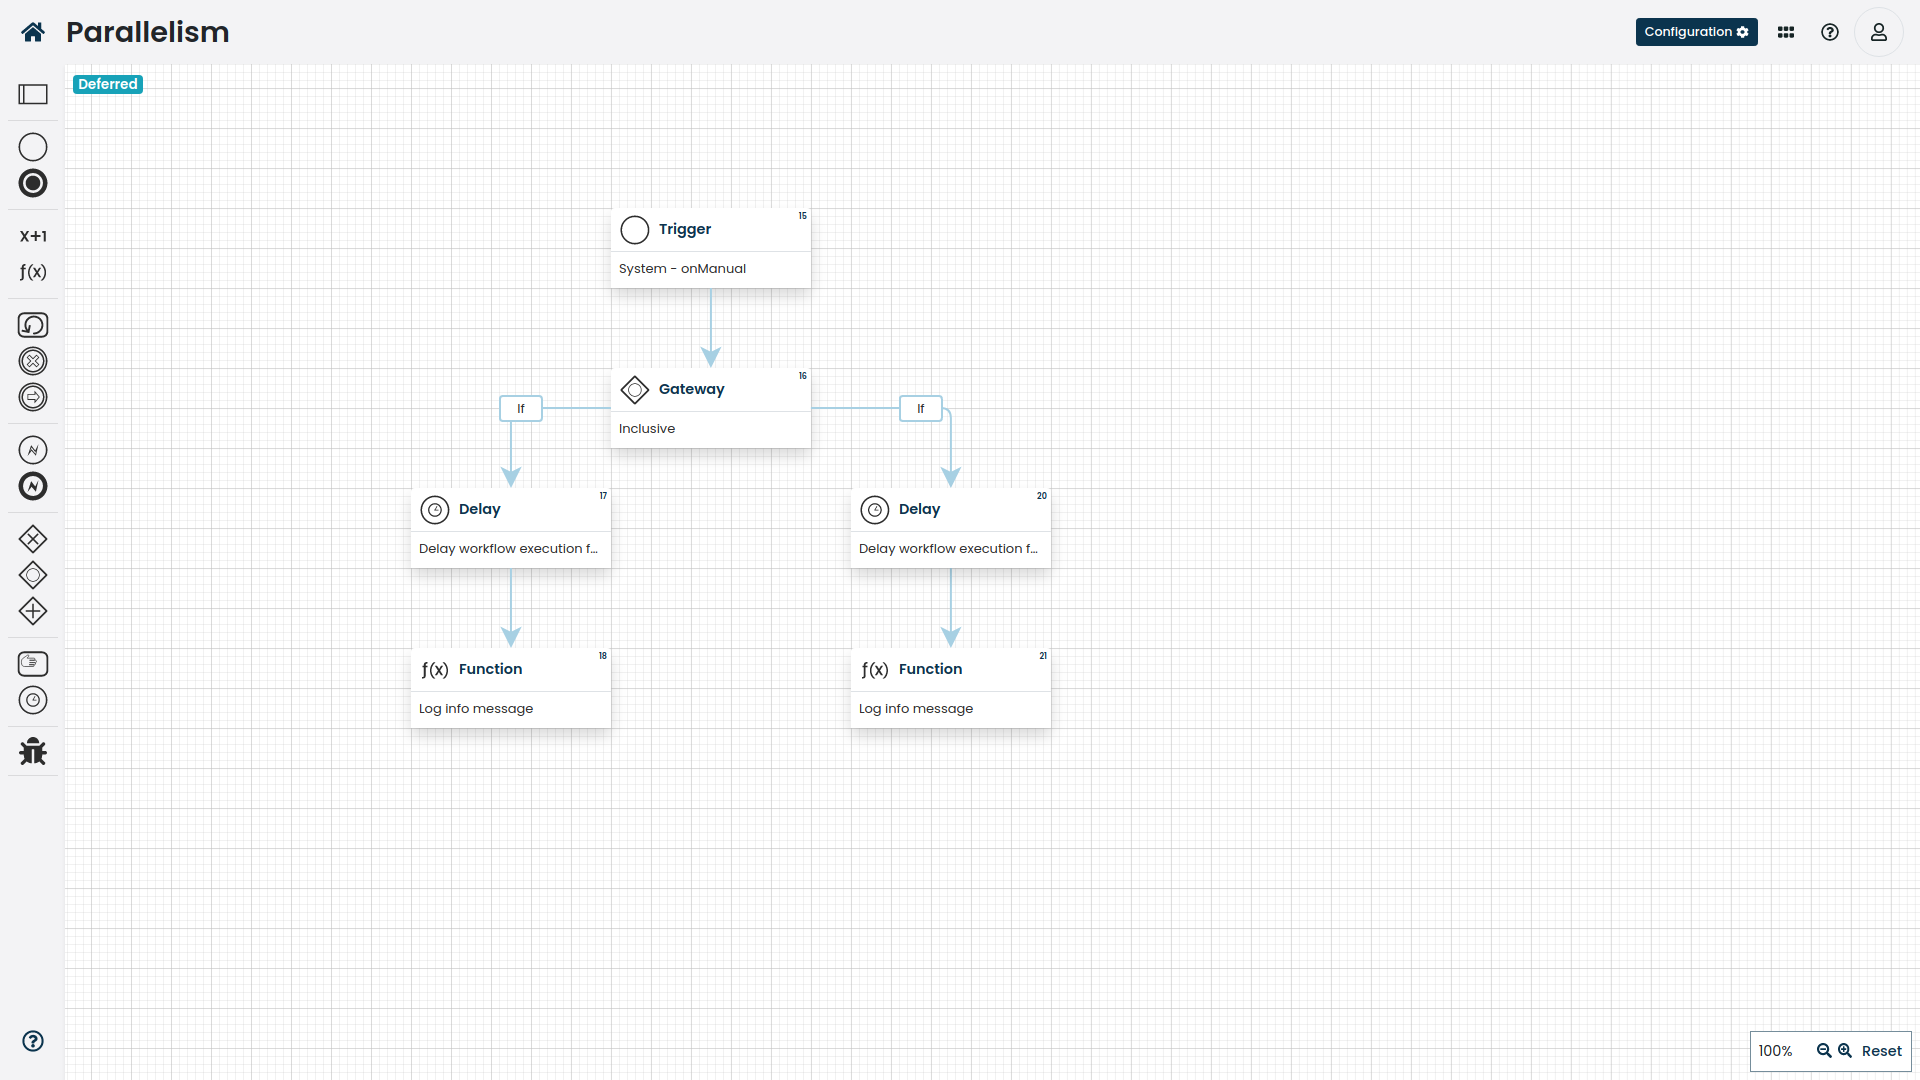 Parallelism
Configuration
Deferred
X+1
ƒ(x)
15
Trigger
System - onManual
16
Gateway
Inclusive
If
If
17
Delay
Delay workflow execution f...
20
Delay
Delay workflow execution f...
18
ƒ(x) Function
Log info message
21
ƒ(x) Function
Log info message
100% Reset